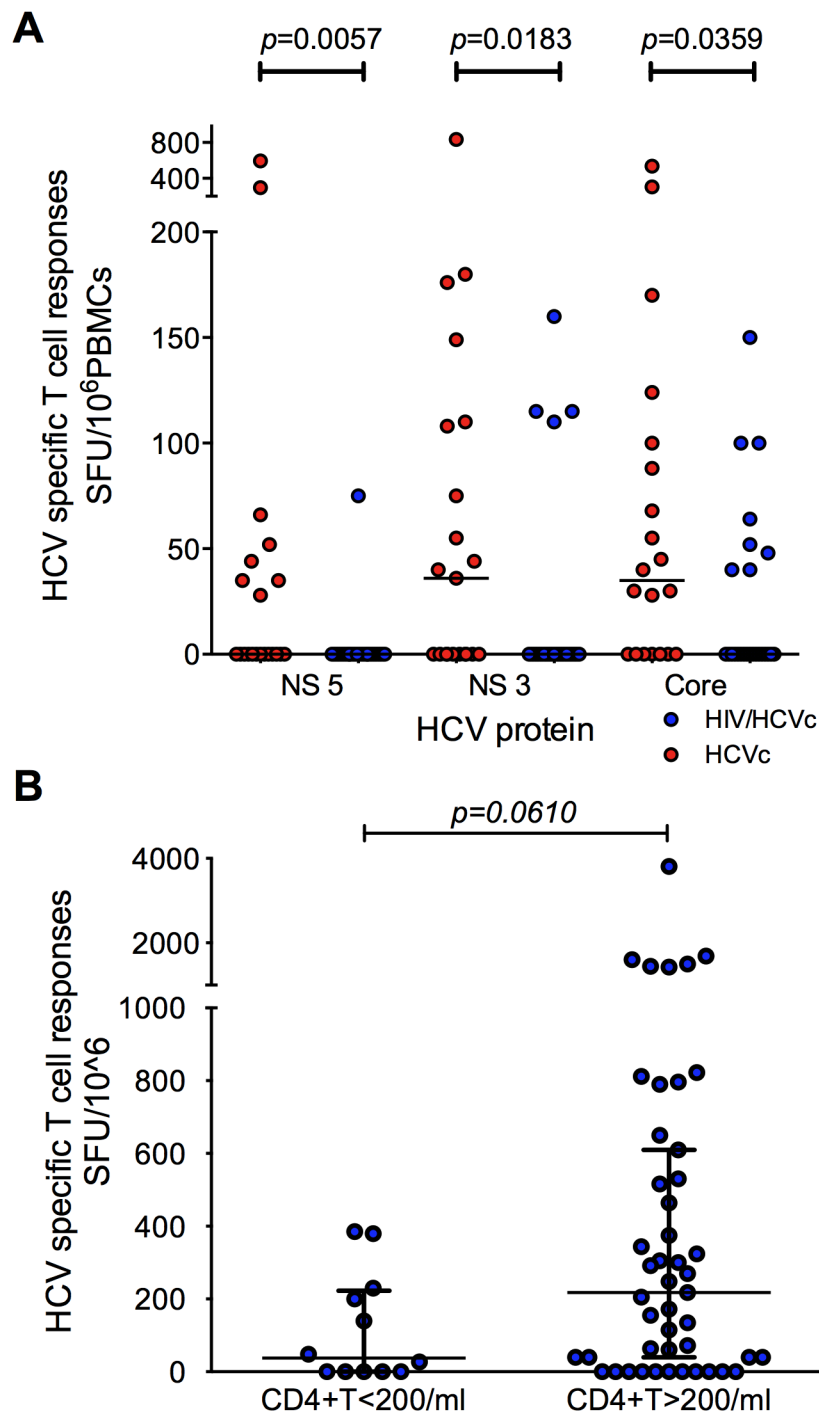 A
p=0.0057 p=0.0183 p=0.0359
800
400
200
150
100
50
0
HCV specific T cell responses
SFU/10⁶PBMCs
NS 5 NS 3 Core
HCV protein
HIV/HCVc
HCVc
B
p=0.0610
4000
2000
1000
800
600
400
200
0
HCV specific T cell responses
SFU/10^6
CD4+T<200/ml CD4+T>200/ml